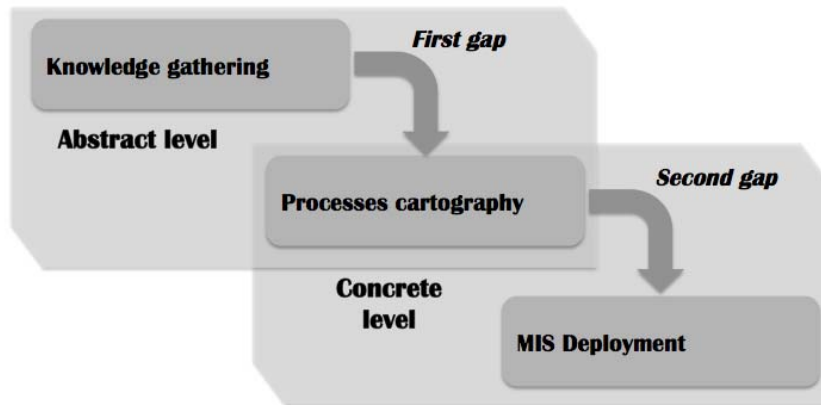 First gap
Knowledge gathering
Abstract level
Second gap
Processes cartography
Concrete
level
MIS Deployment